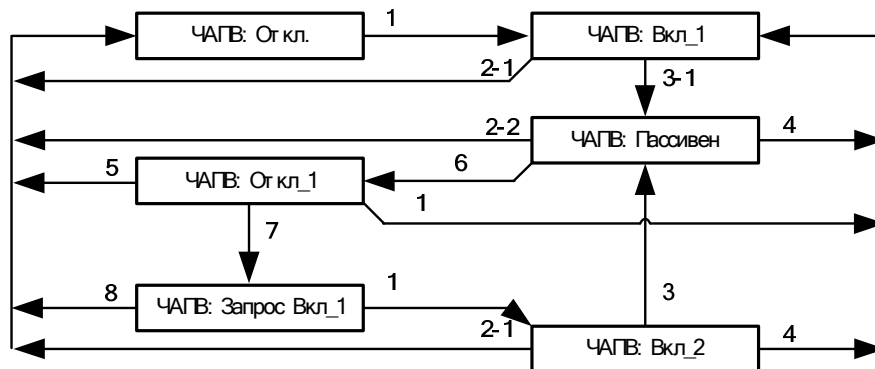 ЧАПВ: Откл.
1
ЧАПВ: Вкл_1
2-1
3-1
2-2
ЧАПВ: Пассивен
4
5
ЧАПВ: Откл_1
6
1
7
8
ЧАПВ: Запрос Вкл_1
1
3
2-1
ЧАПВ: Вкл_2
4